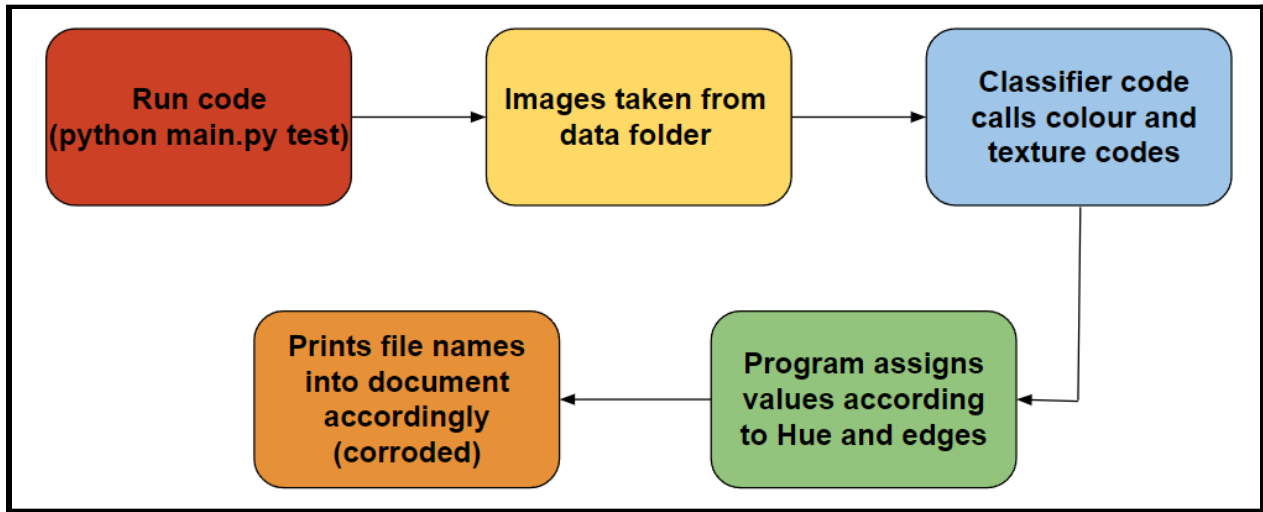 Run code
(python main.py test)
Images taken from
data folder
Classifier code
calls colour and
texture codes
Program assigns
values according
to Hue and edges
Prints file names
into document
accordingly
(corroded)